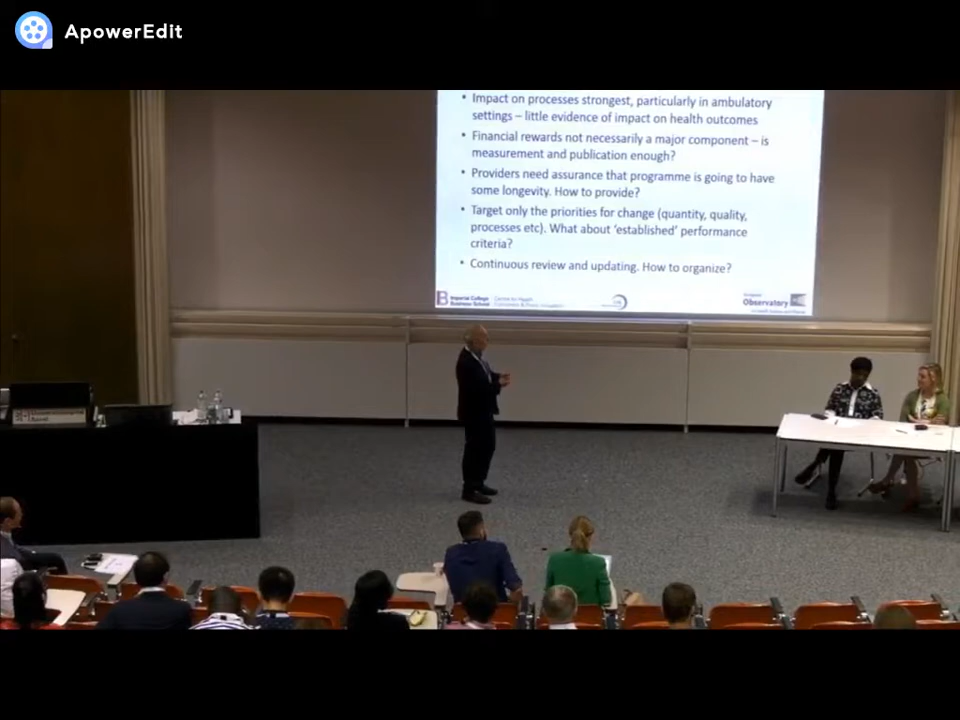 ApowerEdit
• Impact on processes strongest, particularly in ambulatory
settings – little evidence of impact on health outcomes
• Financial rewards not necessarily a major component – is
measurement and publication enough?
• Providers need assurance that programme is going to have
some longevity. How to provide?
• Target only the priorities for change (quantity, quality,
processes etc). What about 'established' performance
criteria?
• Continuous review and updating. How to organize?
Imperial College
Business School
Observatory